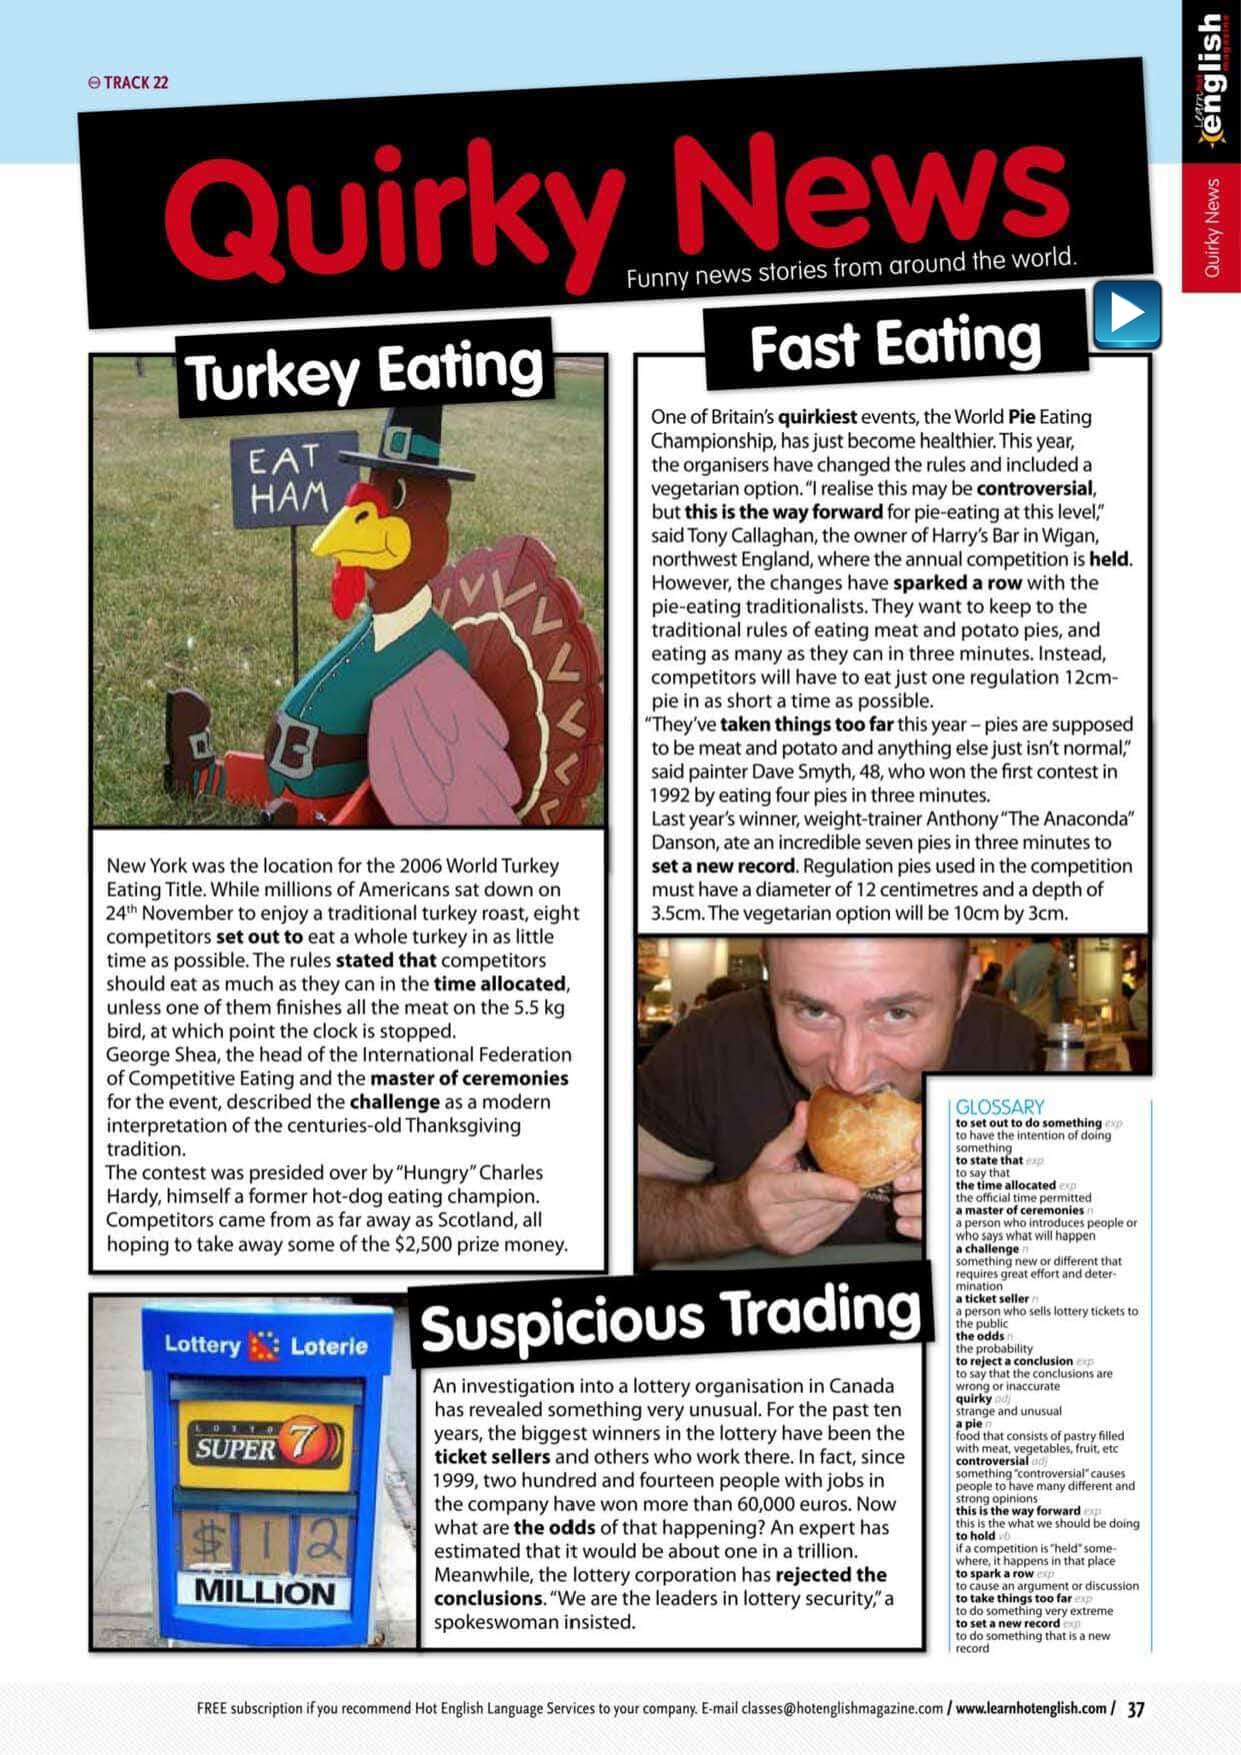 TRACK 22
Learn hot
english
magazine
Quirky News
Quirky News
Funny news stories from around the world.
Turkey Eating
EAT
HAM
New York was the location for the 2006 World Turkey
Eating Title. While millions of Americans sat down on
24th November to enjoy a traditional turkey roast, eight
competitors set out to eat a whole turkey in as little
time as possible. The rules stated that competitors
should eat as much as they can in the time allocated,
unless one of them finishes all the meat on the 5.5 kg
bird, at which point the clock is stopped.
George Shea, the head of the International Federation
of Competitive Eating and the master of ceremonies
for the event, described the challenge as a modern
interpretation of the centuries-old Thanksgiving
tradition.
The contest was presided over by “Hungry” Charles
Hardy, himself a former hot-dog eating champion.
Competitors came from as far away as Scotland, all
hoping to take away some of the $2,500 prize money.
Fast Eating
One of Britain's quirkiest events, the World Pie Eating
Championship, has just become healthier. This year,
the organisers have changed the rules and included a
vegetarian option. “I realise this may be controversial,
but this is the way forward for pie-eating at this level,”
said Tony Callaghan, the owner of Harry's Bar in Wigan,
northwest England, where the annual competition is held.
However, the changes have sparked a row with the
pie-eating traditionalists. They want to keep to the
traditional rules of eating meat and potato pies, and
eating as many as they can in three minutes. Instead,
competitors will have to eat just one regulation 12cm-
pie in as short a time as possible.
“They've taken things too far this year – pies are supposed
to be meat and potato and anything else just isn't normal,”
said painter Dave Smyth, 48, who won the first contest in
1992 by eating four pies in three minutes.
Last year's winner, weight-trainer Anthony “The Anaconda”
Danson, ate an incredible seven pies in three minutes to
set a new record. Regulation pies used in the competition
must have a diameter of 12 centimetres and a depth of
3.5cm. The vegetarian option will be 10cm by 3cm.
Suspicious Trading
Lottery Loterie
LOTTO
SUPER 7
$ 1 2
MILLION
An investigation into a lottery organisation in Canada
has revealed something very unusual. For the past ten
years, the biggest winners in the lottery have been the
ticket sellers and others who work there. In fact, since
1999, two hundred and fourteen people with jobs in
the company have won more than 60,000 euros. Now
what are the odds of that happening? An expert has
estimated that it would be about one in a trillion.
Meanwhile, the lottery corporation has rejected the
conclusions. “We are the leaders in lottery security,” a
spokeswoman insisted.
GLOSSARY
to set out to do something exp
to have the intention of doing
something
to state that exp
to say that
the time allocated exp
the official time permitted
a master of ceremonies n
a person who introduces people or
who says what will happen
a challenge n
something new or different that
requires great effort and deter-
mination
a ticket seller n
a person who sells lottery tickets to
the public
the odds n
the probability
to reject a conclusion exp
to say that the conclusions are
wrong or inaccurate
quirky adj
strange and unusual
a pie n
food that consists of pastry filled
with meat, vegetables, fruit, etc
controversial adj
something “controversial” causes
people to have many different and
strong opinions
this is the way forward exp
this is the what we should be doing
to hold vb
if a competition is “held” some-
where, it happens in that place
to spark a row exp
to cause an argument or discussion
to take things too far exp
to do something very extreme
to set a new record exp
to do something that is a new
record
FREE subscription if you recommend Hot English Language Services to your company. E-mail classes@hotenglishmagazine.com / www.learnhotenglish.com / 37